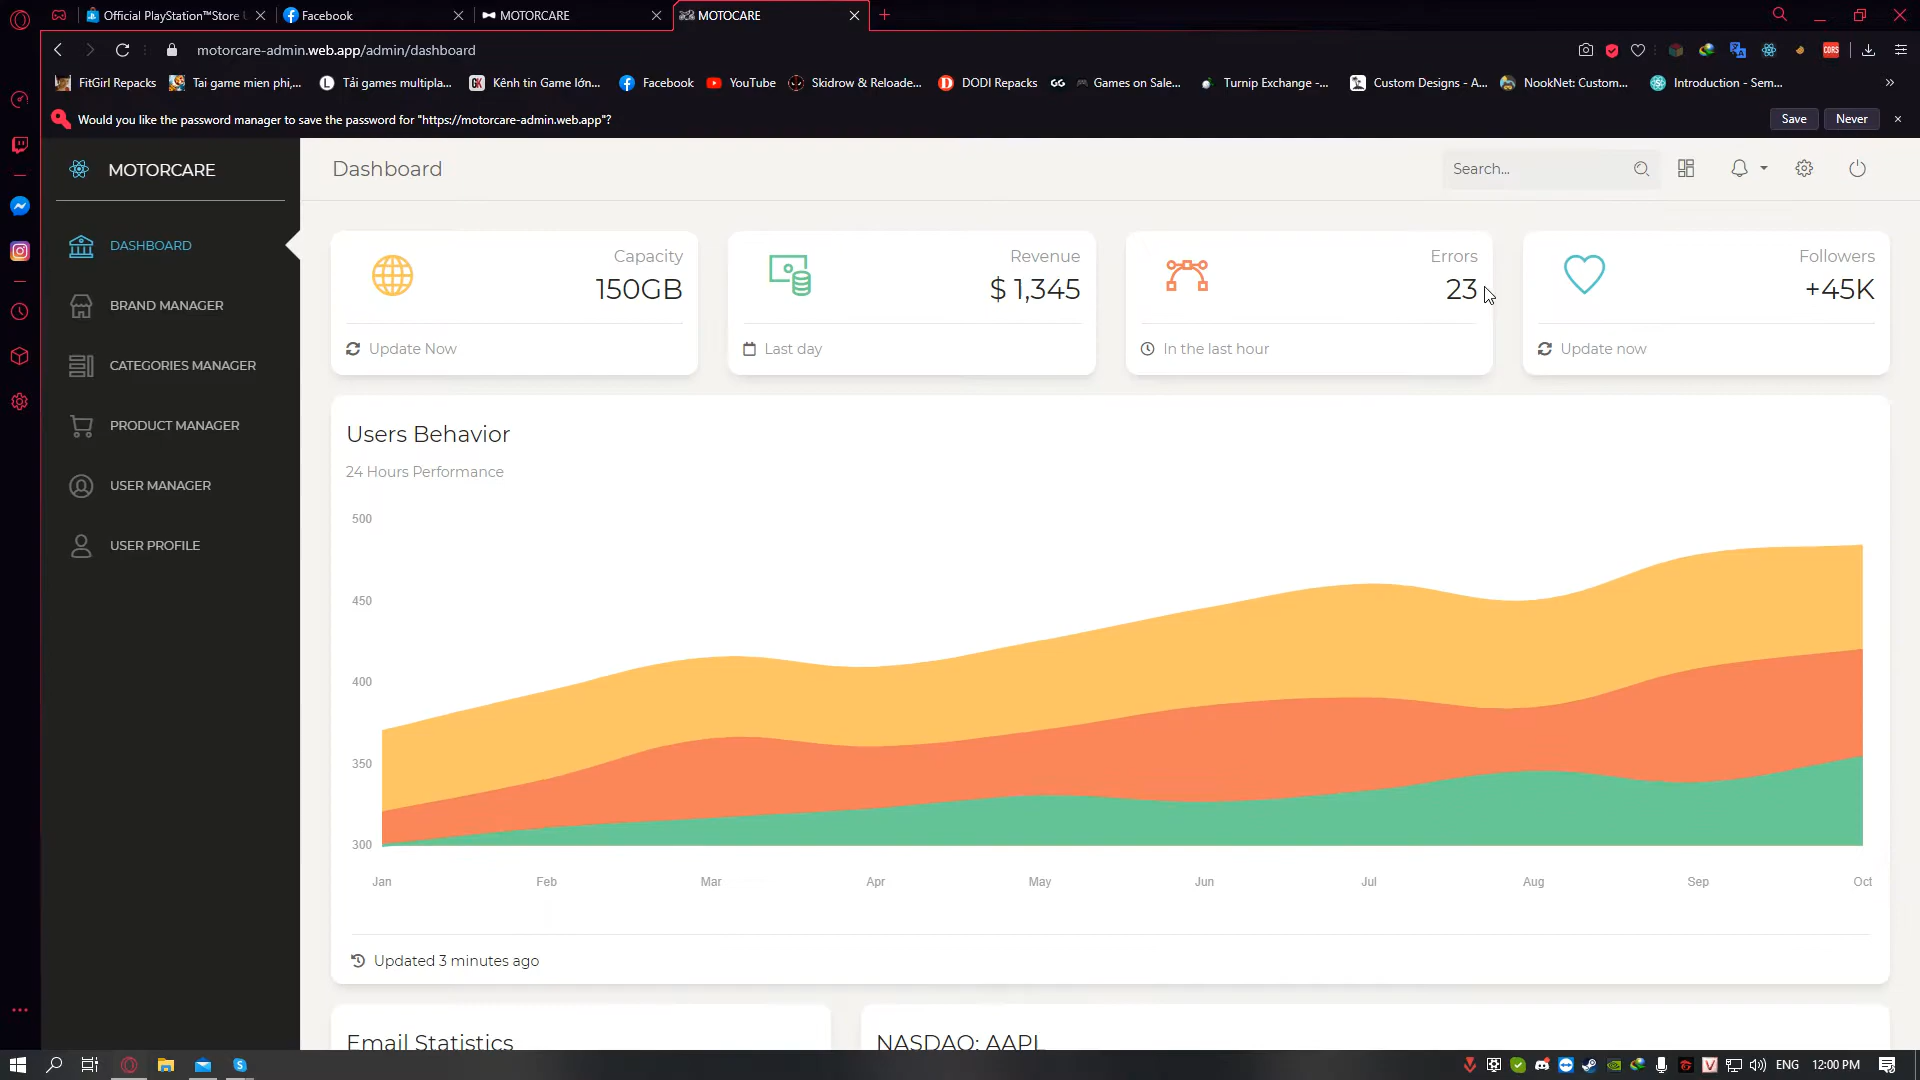 Official PlayStation™Store U
Facebook
MOTORCARE
MOTOCARE
motorcare-admin.web.app/admin/dashboard
CORS
FitGirl Repacks
Tai game mien phi,...
Tải games multipla...
Kênh tin Game lớn...
Facebook
YouTube
Skidrow & Reloade...
DODI Repacks
Games on Sale...
Turnip Exchange -...
Custom Designs - A...
NookNet: Custom...
Introduction - Sem...
Would you like the password manager to save the password for "https://motorcare-admin.web.app"?
Save
Never
MOTORCARE
Dashboard
Search...
DASHBOARD
BRAND MANAGER
CATEGORIES MANAGER
PRODUCT MANAGER
USER MANAGER
USER PROFILE
Capacity
150GB
Update Now
Revenue
$ 1,345
Last day
Errors
23
In the last hour
Followers
+45K
Update now
Users Behavior
24 Hours Performance
500
450
400
350
300
Jan
Feb
Mar
Apr
May
Jun
Jul
Aug
Sep
Oct
Updated 3 minutes ago
Email Statistics
NASDAQ: AAPL
ENG
12:00 PM